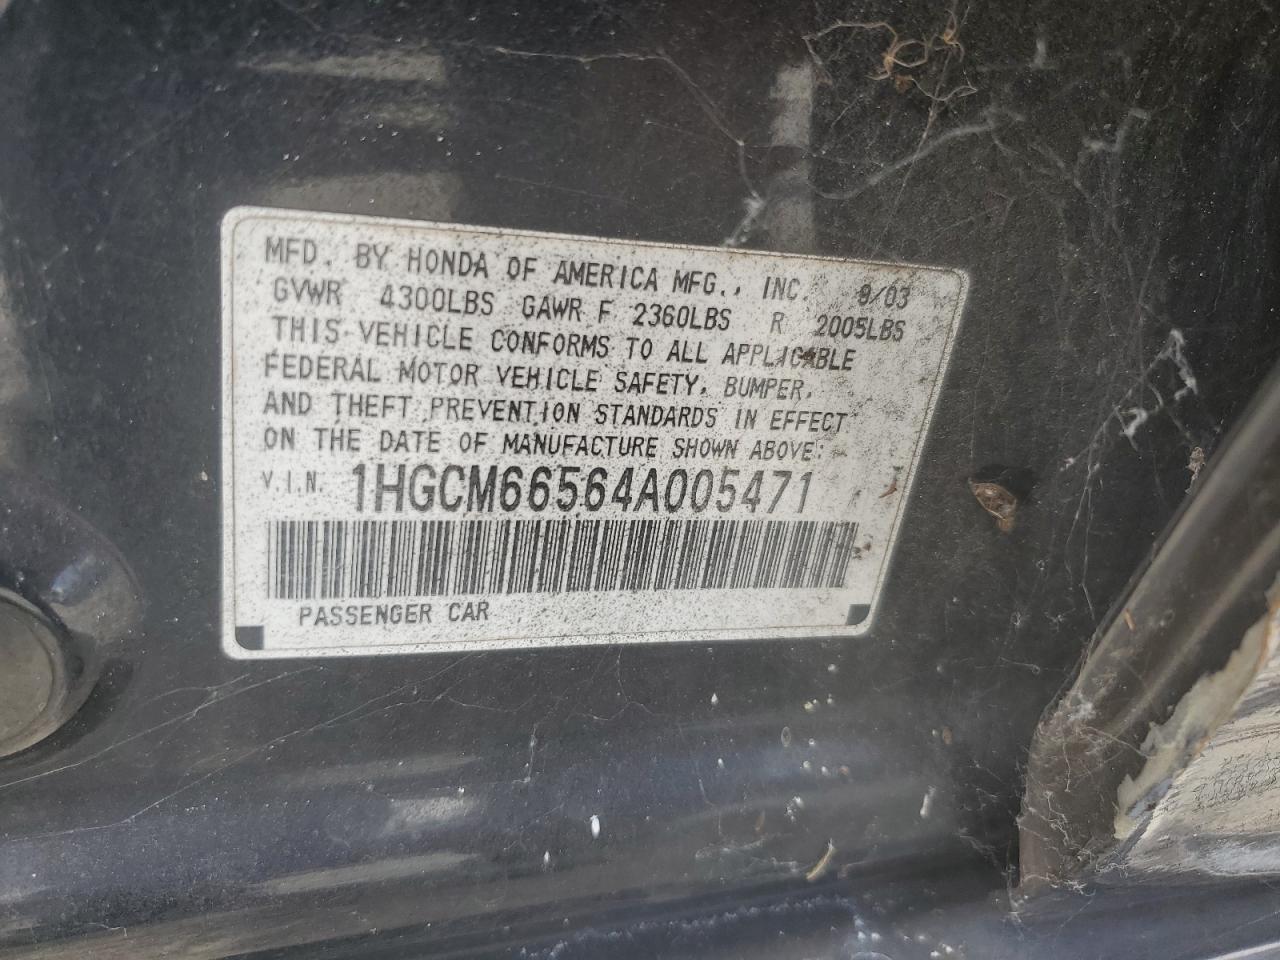 MFD. BY HONDA OF AMERICA MFG., INC. 9/03
GVWR 4300LBS GAWR F 2360LBS R 2005LBS
THIS VEHICLE CONFORMS TO ALL APPLICABLE
FEDERAL MOTOR VEHICLE SAFETY, BUMPER,
AND THEFT PREVENTION STANDARDS IN EFFECT
ON THE DATE OF MANUFACTURE SHOWN ABOVE:
V.I.N. 1HGCM66564A005471
PASSENGER CAR